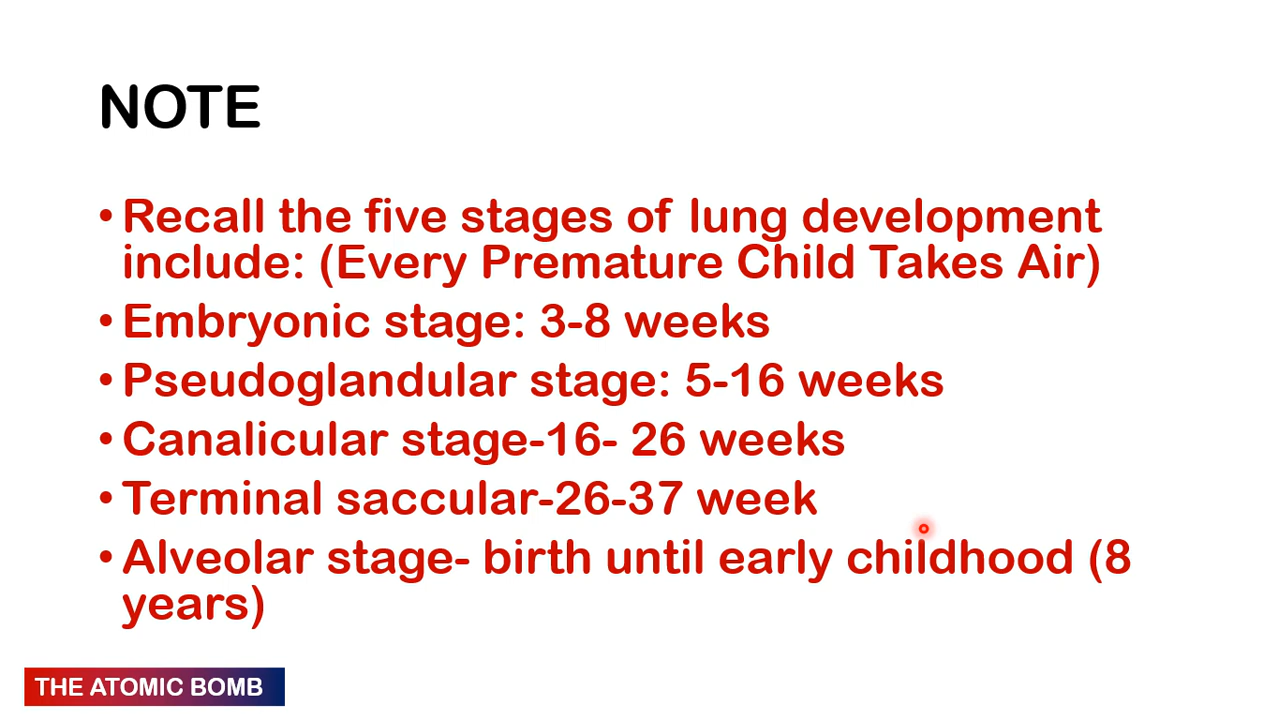 NOTE
• Recall the five stages of lung development
include: (Every Premature Child Takes Air)
• Embryonic stage: 3-8 weeks
• Pseudoglandular stage: 5-16 weeks
• Canalicular stage-16- 26 weeks
• Terminal saccular-26-37 week
• Alveolar stage- birth until early childhood (8
years)
THE ATOMIC BOMB